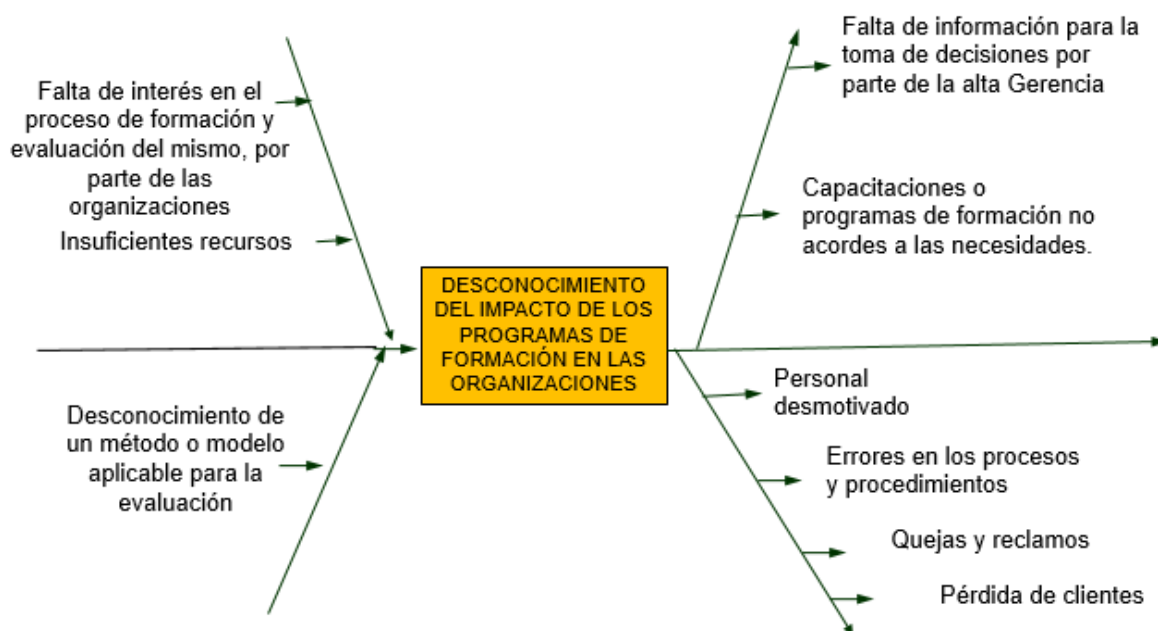 Falta de interés en el
proceso de formación y
evaluación del mismo, por
parte de las
organizaciones
Insuficientes recursos
Desconocimiento de
un método o modelo
aplicable para la
evaluación
DESCONOCIMIENTO
DEL IMPACTO DE LOS
PROGRAMAS DE
FORMACIÓN EN LAS
ORGANIZACIONES
Falta de información para la
toma de decisiones por
parte de la alta Gerencia
Capacitaciones o
programas de formación no
acordes a las necesidades.
Personal
desmotivado
Errores en los procesos
y procedimientos
Quejas y reclamos
Pérdida de clientes